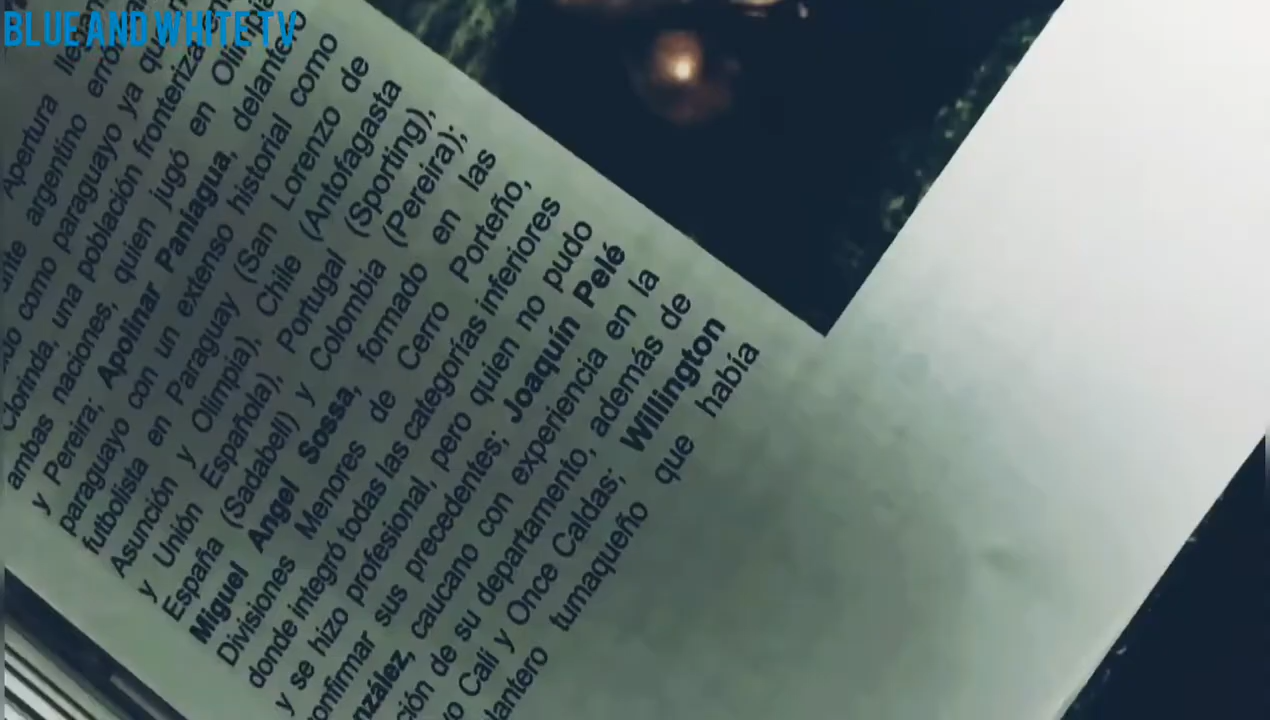 BLUE AND WHITE TV
Apertura
argentino
como paraguayo ya
Clorinda, una población fronteriza
ambas naciones, quien jugó en Olimpia
y Pereira; Apolinar Paniagua, delantero
paraguayo con un extenso historial como
futbolista en Paraguay (San Lorenzo de
Asunción y Olimpia), Chile (Antofagasta
y Unión Española), Portugal (Sporting),
España (Sadabell) y Colombia (Pereira);
Miguel Angel Sossa, formado en las
Divisiones Menores de Cerro Porteño,
donde integró todas las categorías inferiores
y se hizo profesional, pero quien no pudo
confirmar sus precedentes; Joaquín Pelé
González, caucano con experiencia en la
de su departamento, además de
Cali y Once Caldas; Willington
tumaqueño que había